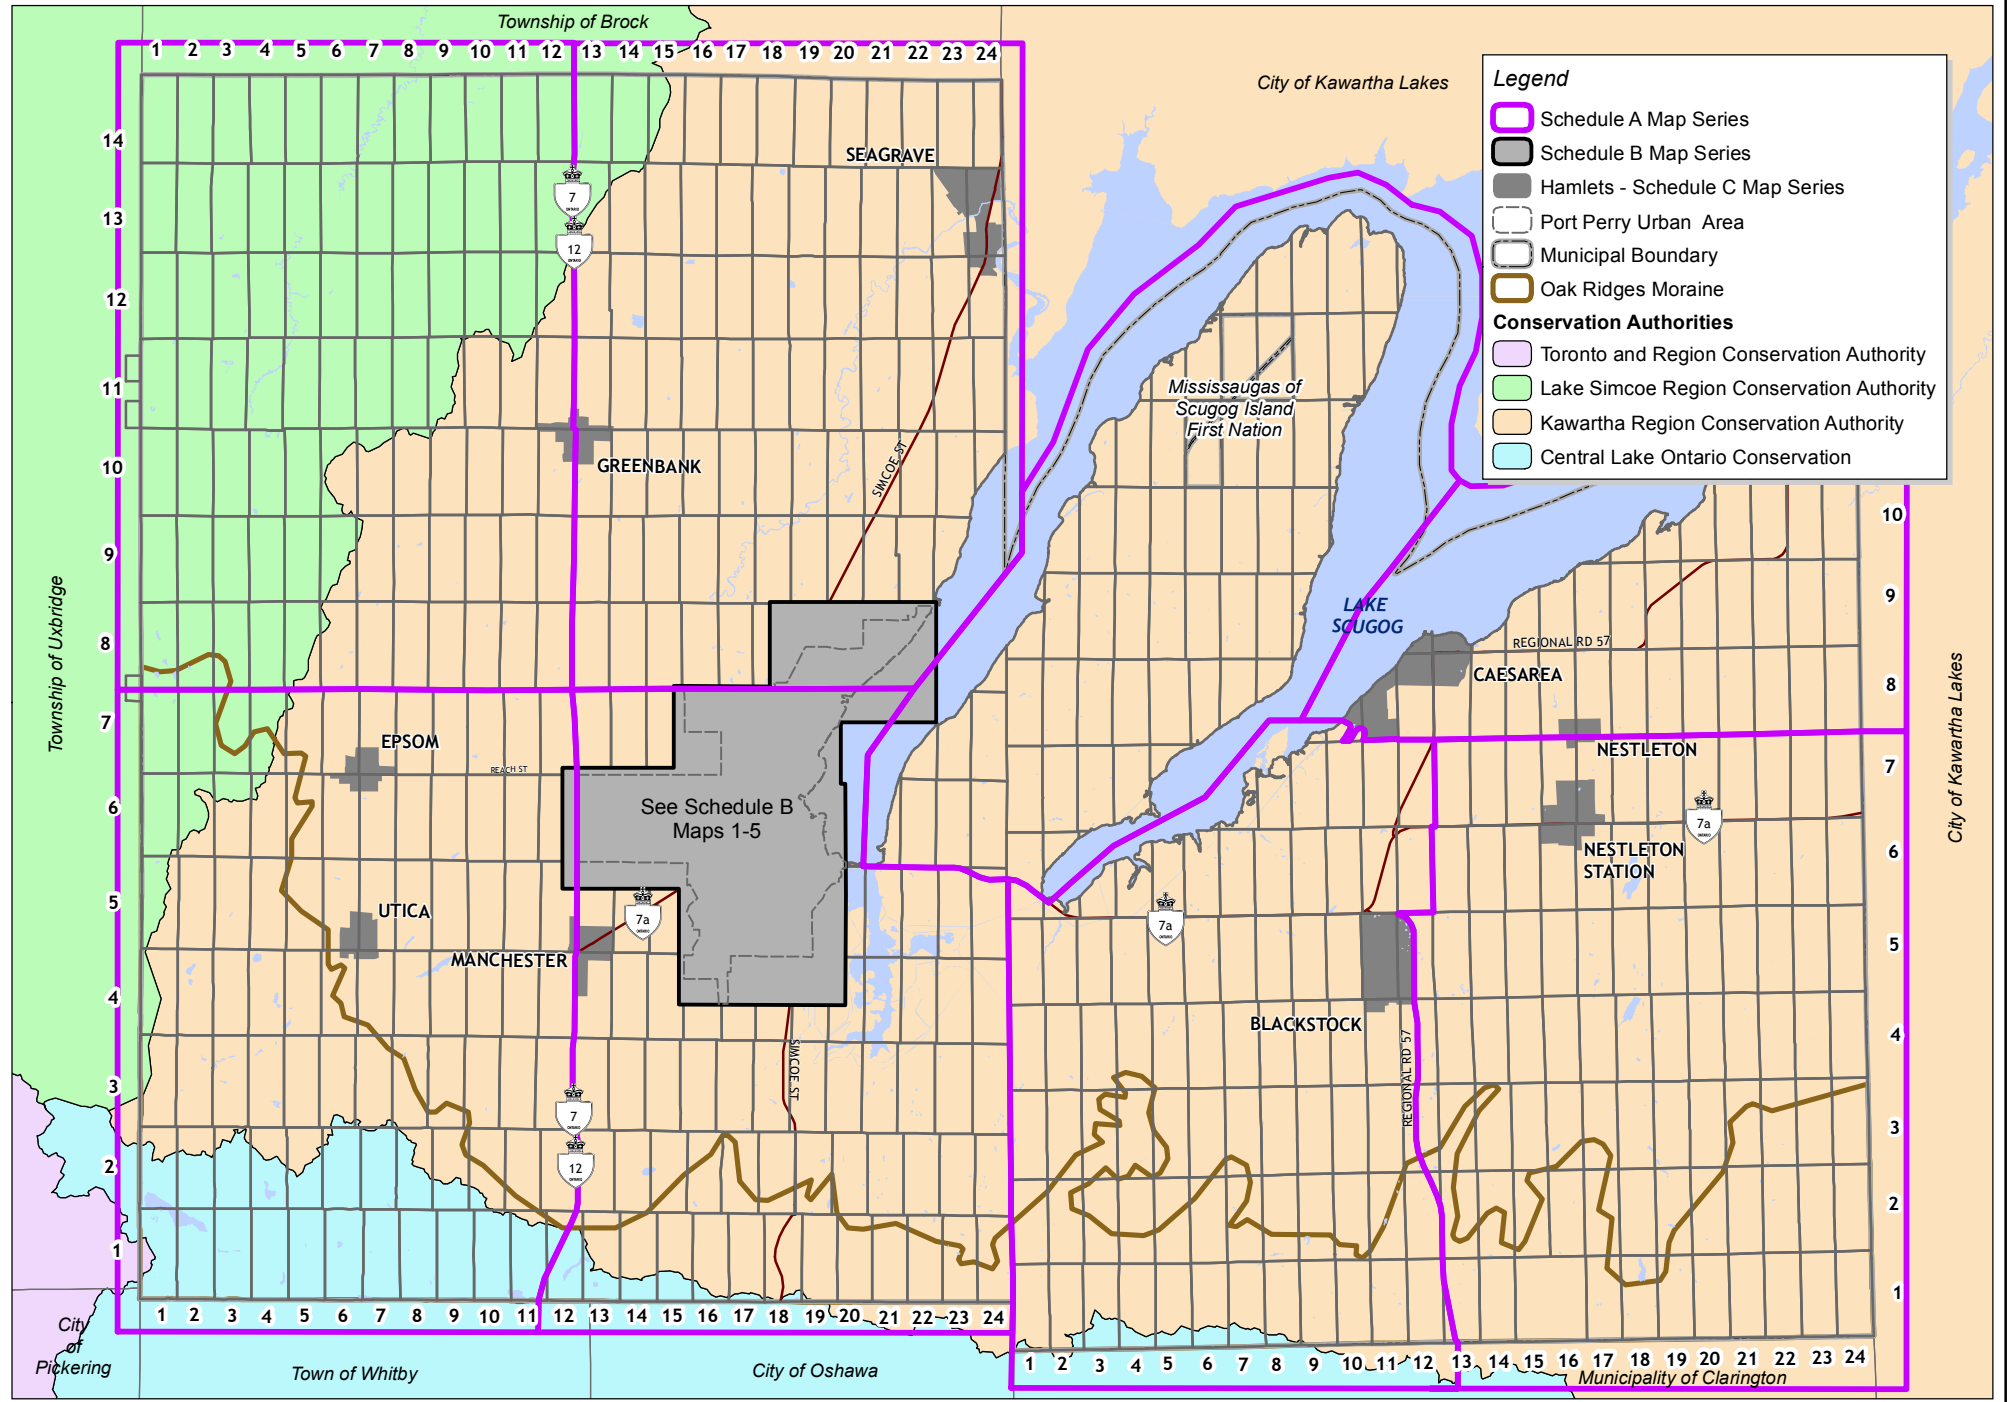 Township of Brock
1 2 3 4 5 6 7 8 9 10 11 12 13 14 15 16 17 18 19 20 21 22 23 24
City of Kawartha Lakes
Legend
Schedule A Map Series
Schedule B Map Series
Hamlets - Schedule C Map Series
Port Perry Urban Area
Municipal Boundary
Oak Ridges Moraine
Conservation Authorities
Toronto and Region Conservation Authority
Lake Simcoe Region Conservation Authority
Kawartha Region Conservation Authority
Central Lake Ontario Conservation
14
13
12
11
10
9
8
7
6
5
4
3
2
1
Township of Uxbridge
SEAGRAVE
7
ONTARIO
12
ONTARIO
GREENBANK
SIMCOE ST
Mississaugas of
Scugog Island
First Nation
LAKE
SCUGOG
REGIONAL RD 57
CAESAREA
NESTLETON
EPSOM
REACH ST
See Schedule B
Maps 1-5
7a
ONTARIO
NESTLETON
STATION
UTICA
7a
ONTARIO
MANCHESTER
7a
ONTARIO
BLACKSTOCK
SIMCOE ST
REGIONAL RD 57
7
ONTARIO
12
ONTARIO
10
9
8
7
6
5
4
3
2
1
City of Kawartha Lakes
1 2 3 4 5 6 7 8 9 10 11 12 13 14 15 16 17 18 19 20 21 22 23 24
1 2 3 4 5 6 7 8 9 10 11 12 13 14 15 16 17 18 19 20 21 22 23 24
City
of
Pickering
Town of Whitby
City of Oshawa
Municipality of Clarington